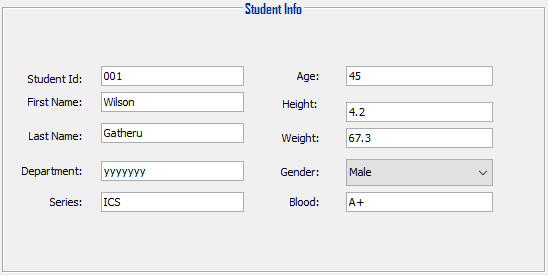 Student Info
Student Id: 001
First Name: Wilson
Last Name: Gatheru
Department: yyyyyyy
Series: ICS
Age: 45
Height: 4.2
Weight: 67.3
Gender: Male
Blood: A+